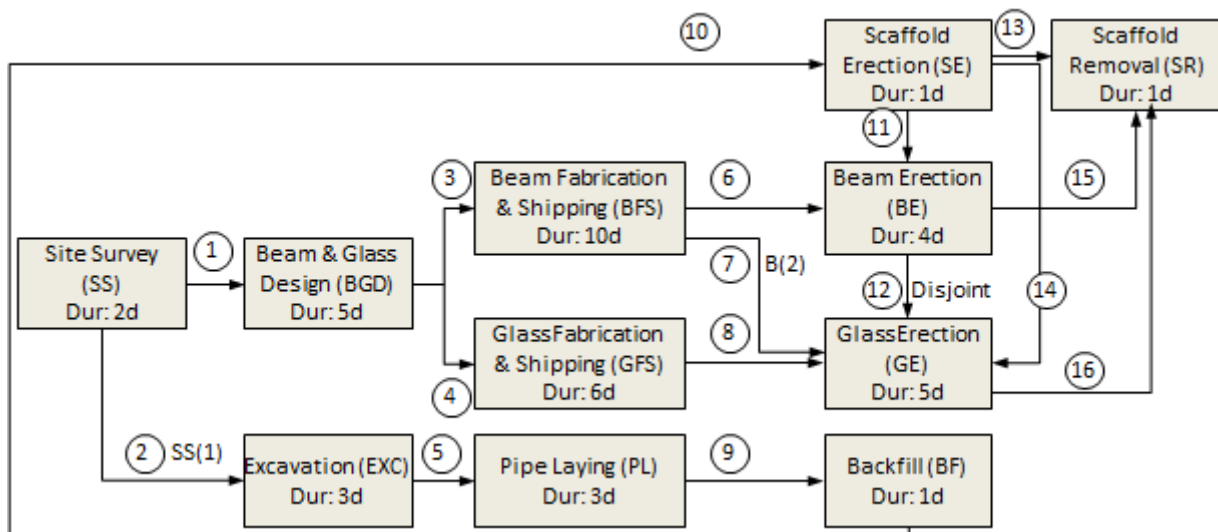 10
Scaffold
Erection (SE)
Dur: 1d
13
Scaffold
Removal (SR)
Dur: 1d
11
3
Beam Fabrication
& Shipping (BFS)
Dur: 10d
6
Beam Erection
(BE)
Dur: 4d
15
1
Site Survey
(SS)
Dur: 2d
Beam & Glass
Design (BGD)
Dur: 5d
7
B(2)
12
Disjoint
14
4
GlassFabrication
& Shipping (GFS)
Dur: 6d
8
GlassErection
(GE)
Dur: 5d
16
2
SS(1)
Excavation (EXC)
Dur: 3d
5
Pipe Laying (PL)
Dur: 3d
9
Backfill (BF)
Dur: 1d